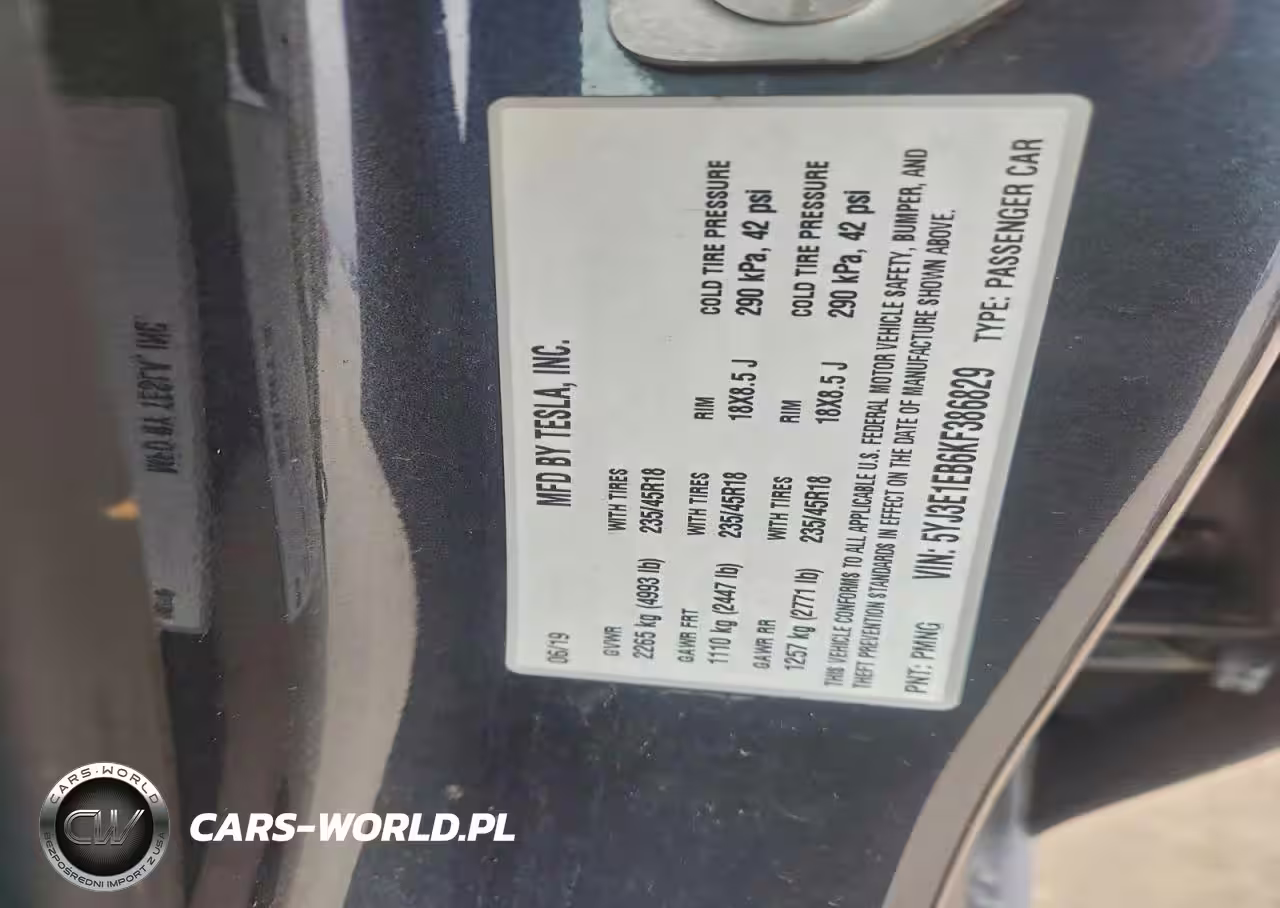 MFD BY TESLA, INC.
06/19
GVWR WITH TIRES
2265 kg (4993 lb) 235/45R18
GAWR FRT WITH TIRES RIM COLD TIRE PRESSURE
1110 kg (2447 lb) 235/45R18 18X8.5 J 290 kPa, 42 psi
GAWR RR WITH TIRES RIM COLD TIRE PRESSURE
1257 kg (2771 lb) 235/45R18 18X8.5 J 290 kPa, 42 psi
THIS VEHICLE CONFORMS TO ALL APPLICABLE U.S. FEDERAL MOTOR VEHICLE SAFETY, BUMPER, AND
THEFT PREVENTION STANDARDS IN EFFECT ON THE DATE OF MANUFACTURE SHOWN ABOVE.
PNT: PMNG VIN: 5YJ3E1EB6KF386829 TYPE: PASSENGER CAR
CARS-WORLD
CW
BEZPOŚREDNI IMPORT Z USA
CARS-WORLD.PL